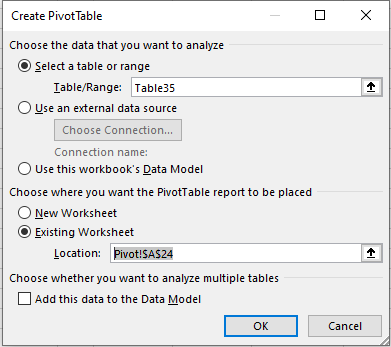 Create PivotTable
? ×
Choose the data that you want to analyze
Select a table or range
Table/Range: Table35
Use an external data source
Choose Connection...
Connection name:
Use this workbook's Data Model
Choose where you want the PivotTable report to be placed
New Worksheet
Existing Worksheet
Location: Pivot!$A$24
Choose whether you want to analyze multiple tables
Add this data to the Data Model
OK Cancel